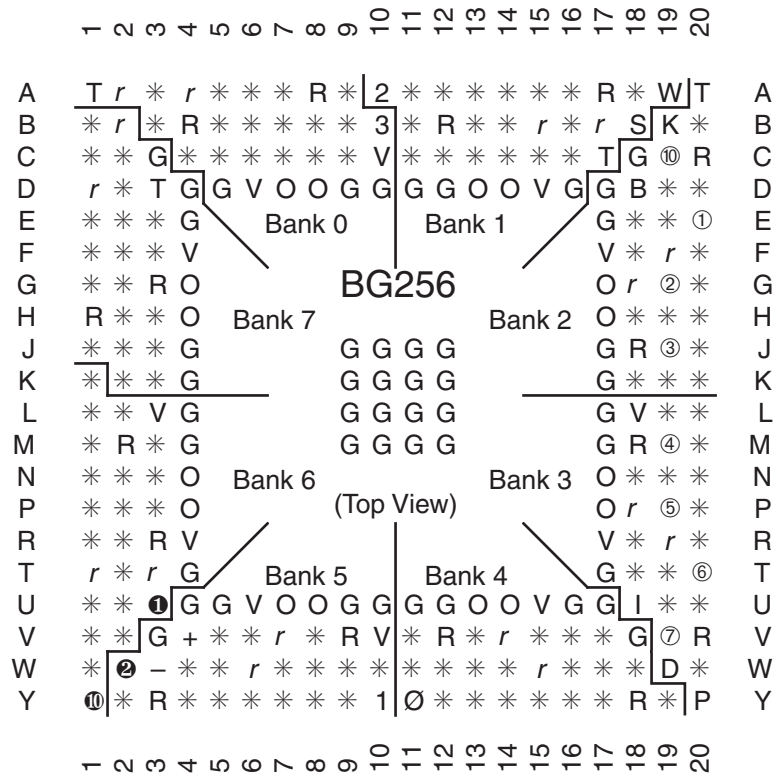 1 2 3 4 5 6 7 8 9 10 11 12 13 14 15 16 17 18 19 20
A T r ✳ r ✳ ✳ ✳ R ✳ 2 ✳ ✳ ✳ ✳ ✳ ✳ R ✳ W T A
B ✳ r ✳ R ✳ ✳ ✳ ✳ ✳ 3 ✳ R ✳ ✳ r ✳ r S K ✳ B
C ✳ ✳ G ✳ ✳ ✳ ✳ ✳ ✳ V ✳ ✳ ✳ ✳ ✳ ✳ T G ⑩ R C
D r ✳ T G G V O O G G G G O O V G G B ✳ ✳ D
E ✳ ✳ ✳ G Bank 0 Bank 1 G ✳ ✳ ① E
F ✳ ✳ ✳ V V ✳ r ✳ F
G ✳ ✳ R O BG256 O r ② ✳ G
H R ✳ ✳ O Bank 7 Bank 2 O ✳ ✳ ✳ H
J ✳ ✳ ✳ G G G G G G R ③ ✳ J
K ✳ ✳ ✳ G G G G G G ✳ ✳ ✳ K
L ✳ ✳ V G G G G G G V ✳ ✳ L
M ✳ R ✳ G G G G G G R ④ ✳ M
N ✳ ✳ ✳ O Bank 6 Bank 3 O ✳ ✳ ✳ N
P ✳ ✳ ✳ O (Top View) O r ⑤ ✳ P
R ✳ ✳ R V V ✳ r ✳ R
T r ✳ r G Bank 5 Bank 4 G ✳ ✳ ⑥ T
U ✳ ✳ ❶ G G V O O G G G G O O V G G I ✳ ✳ U
V ✳ ✳ G + ✳ ✳ r ✳ R V ✳ R ✳ r ✳ ✳ ✳ G ⑦ R V
W ✳ ❷ – ✳ ✳ r ✳ ✳ ✳ ✳ ✳ ✳ ✳ ✳ r ✳ ✳ ✳ D ✳ W
Y ❿ ✳ R ✳ ✳ ✳ ✳ ✳ ✳ 1 Ø ✳ ✳ ✳ ✳ ✳ ✳ R ✳ P Y
1 2 3 4 5 6 7 8 9 10 11 12 13 14 15 16 17 18 19 20